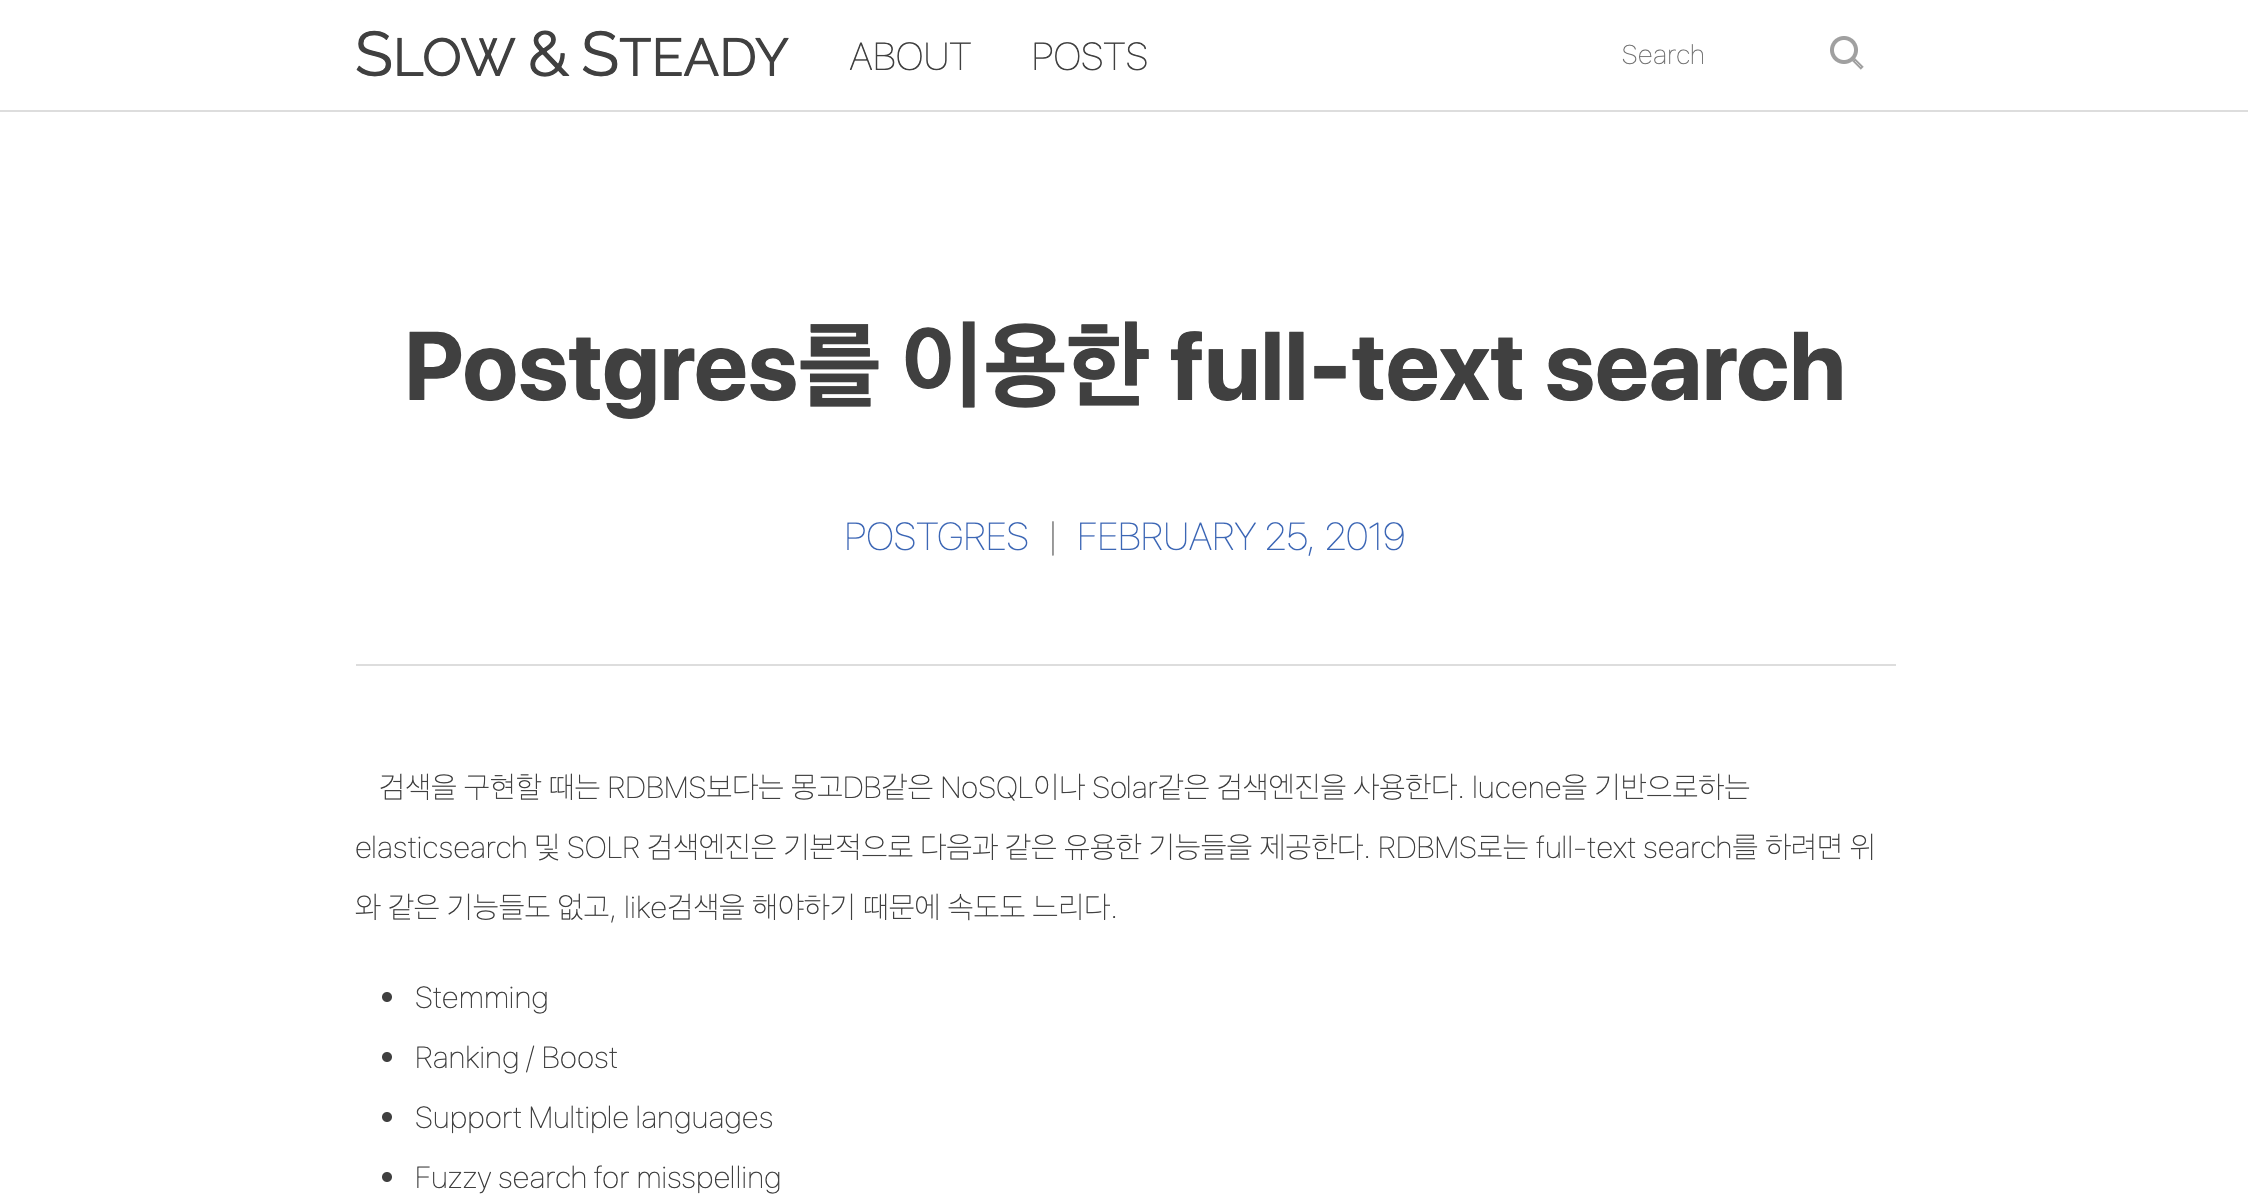 SLOW & STEADY ABOUT POSTS Search
Postgres를 이용한 full-text search
POSTGRES | FEBRUARY 25, 2019
검색을 구현할 때는 RDBMS보다는 몽고DB같은 NoSQL이나 Solar같은 검색엔진을 사용한다. lucene을 기반으로하는
elasticsearch 및 SOLR 검색엔진은 기본적으로 다음과 같은 유용한 기능들을 제공한다. RDBMS로는 full-text search를 하려면 위
와 같은 기능들도 없고, like검색을 해야하기 때문에 속도도 느리다.
• Stemming
• Ranking / Boost
• Support Multiple languages
• Fuzzy search for misspelling